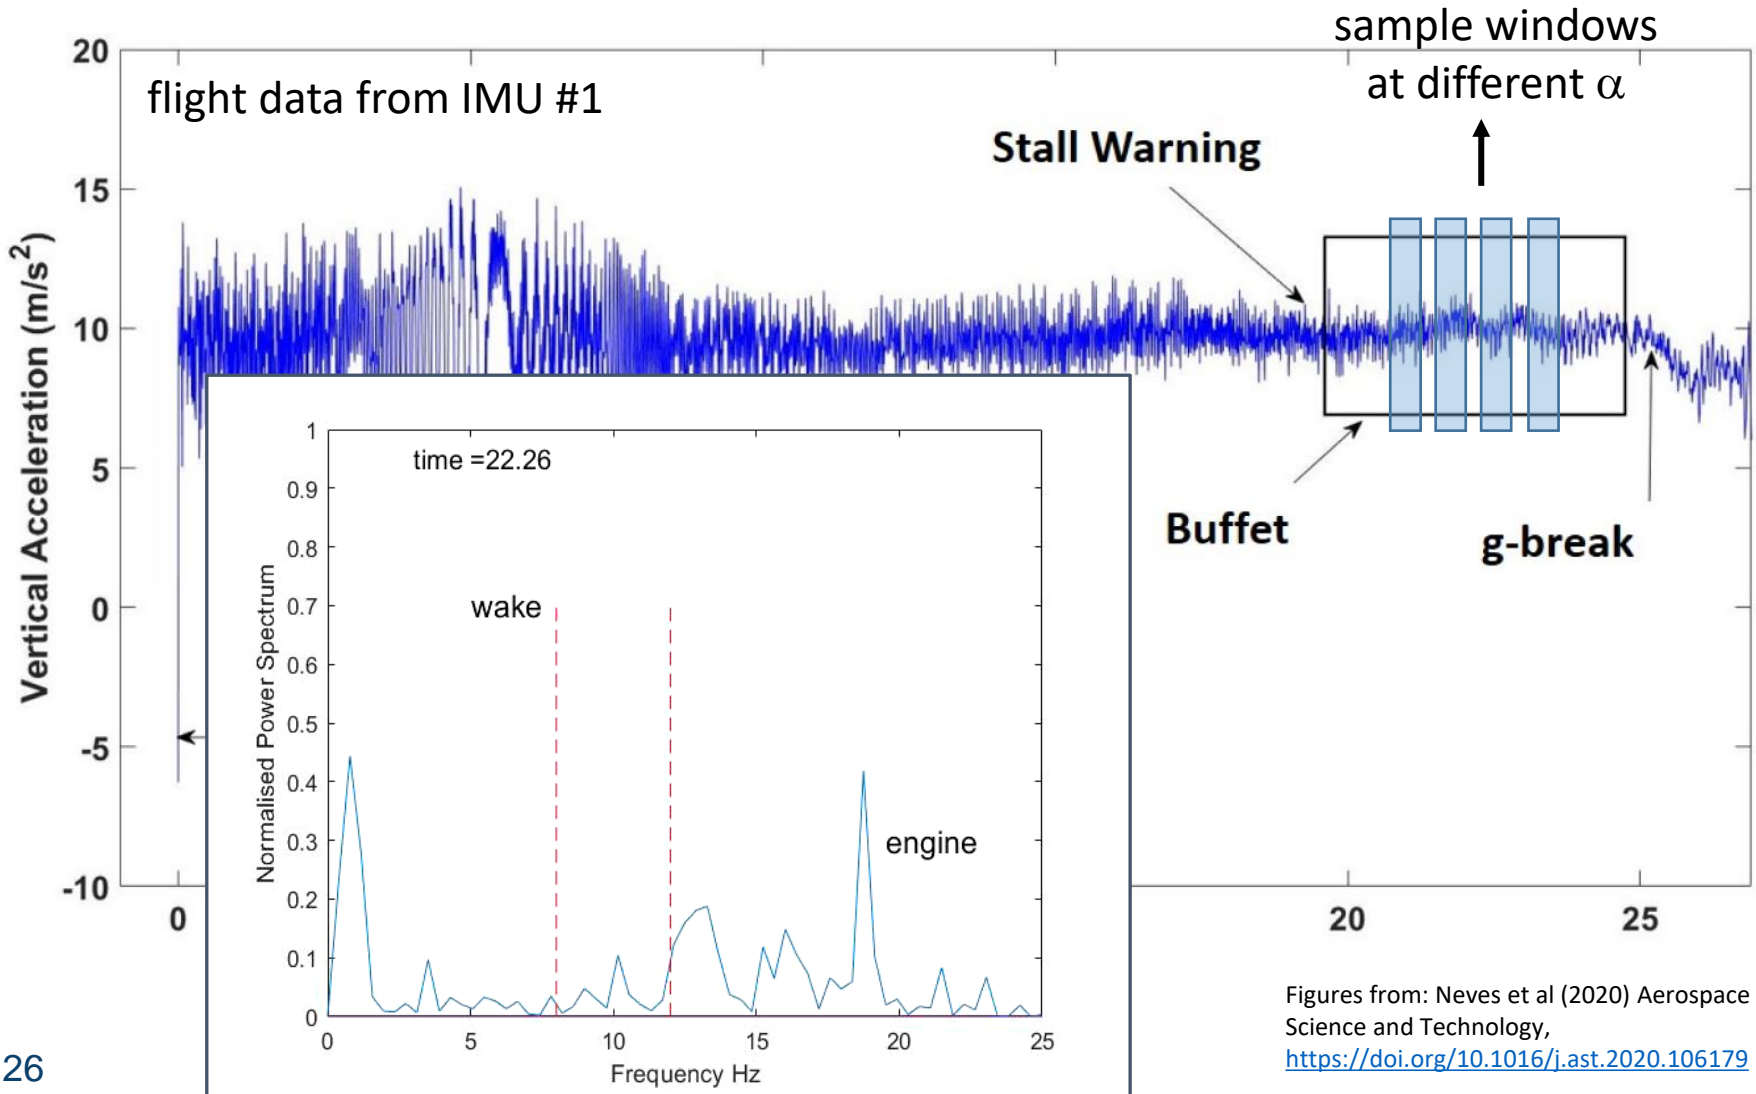 sample windows
at different α
flight data from IMU #1
Stall Warning
Buffet
g-break
Vertical Acceleration (m/s²)
20
15
10
5
0
-5
-10
0
20
25
time =22.26
wake
engine
Normalised Power Spectrum
1
0.9
0.8
0.7
0.6
0.5
0.4
0.3
0.2
0.1
0
0
5
10
15
20
25
Frequency Hz
Figures from: Neves et al (2020) Aerospace
Science and Technology,
https://doi.org/10.1016/j.ast.2020.106179
26